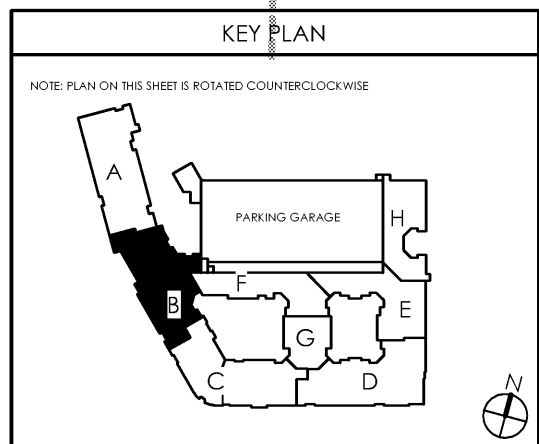 KEY PLAN
NOTE: PLAN ON THIS SHEET IS ROTATED COUNTERCLOCKWISE
A
PARKING GARAGE
H
F
B
E
G
C
D
N